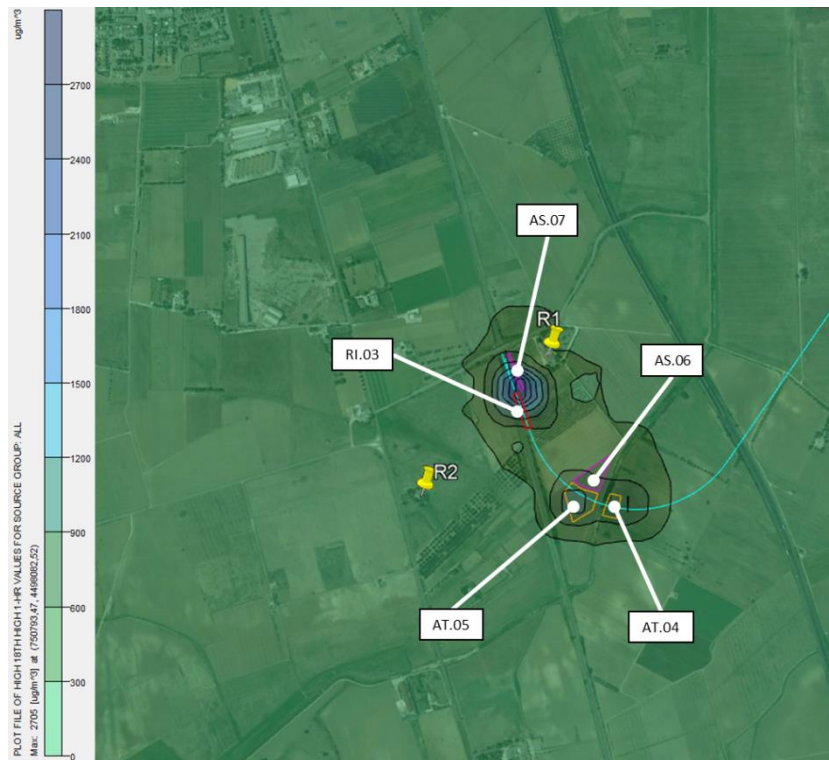 ug/m^3
2700
2400
2100
1800
1500
1200
900
600
300
0
PLOT FILE OF HIGH 18TH HIGH 1-HR VALUES FOR SOURCE GROUP: ALL
Max: 2705 [ug/m^3] at (750793,47, 4498082,52)
AS.07
R1
RI.03
AS.06
R2
AT.05
AT.04